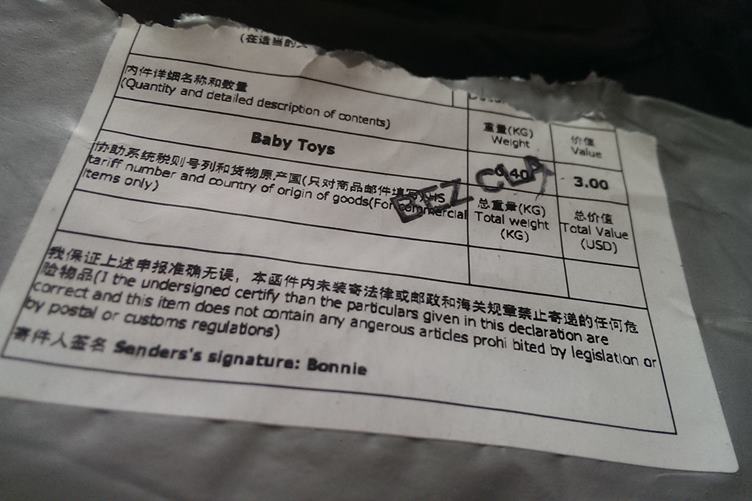 (在适当的
内件详细名称和数量
(Quantity and detailed description of contents)
重量(KG)
Weight
价值
Value
Baby Toys
0.40
3.00
协助系统税则号列和货物原产国(只对商品邮件填写)(HS
tariff number and country of origin of goods(For commercial
items only)
BEZ CŁA
总重量(KG)
Total weight
(KG)
总价值
Total Value
(USD)
我保证上述申报准确无误，本函件内未装寄法律或邮政和海关规章禁止寄递的任何危
险物品(I the undersigned certify than the particulars given in this declaration are
correct and this item does not contain any angerous articles prohi bited by legislation or
by postal or customs regulations)
寄件人签名 Senders's signature: Bonnie